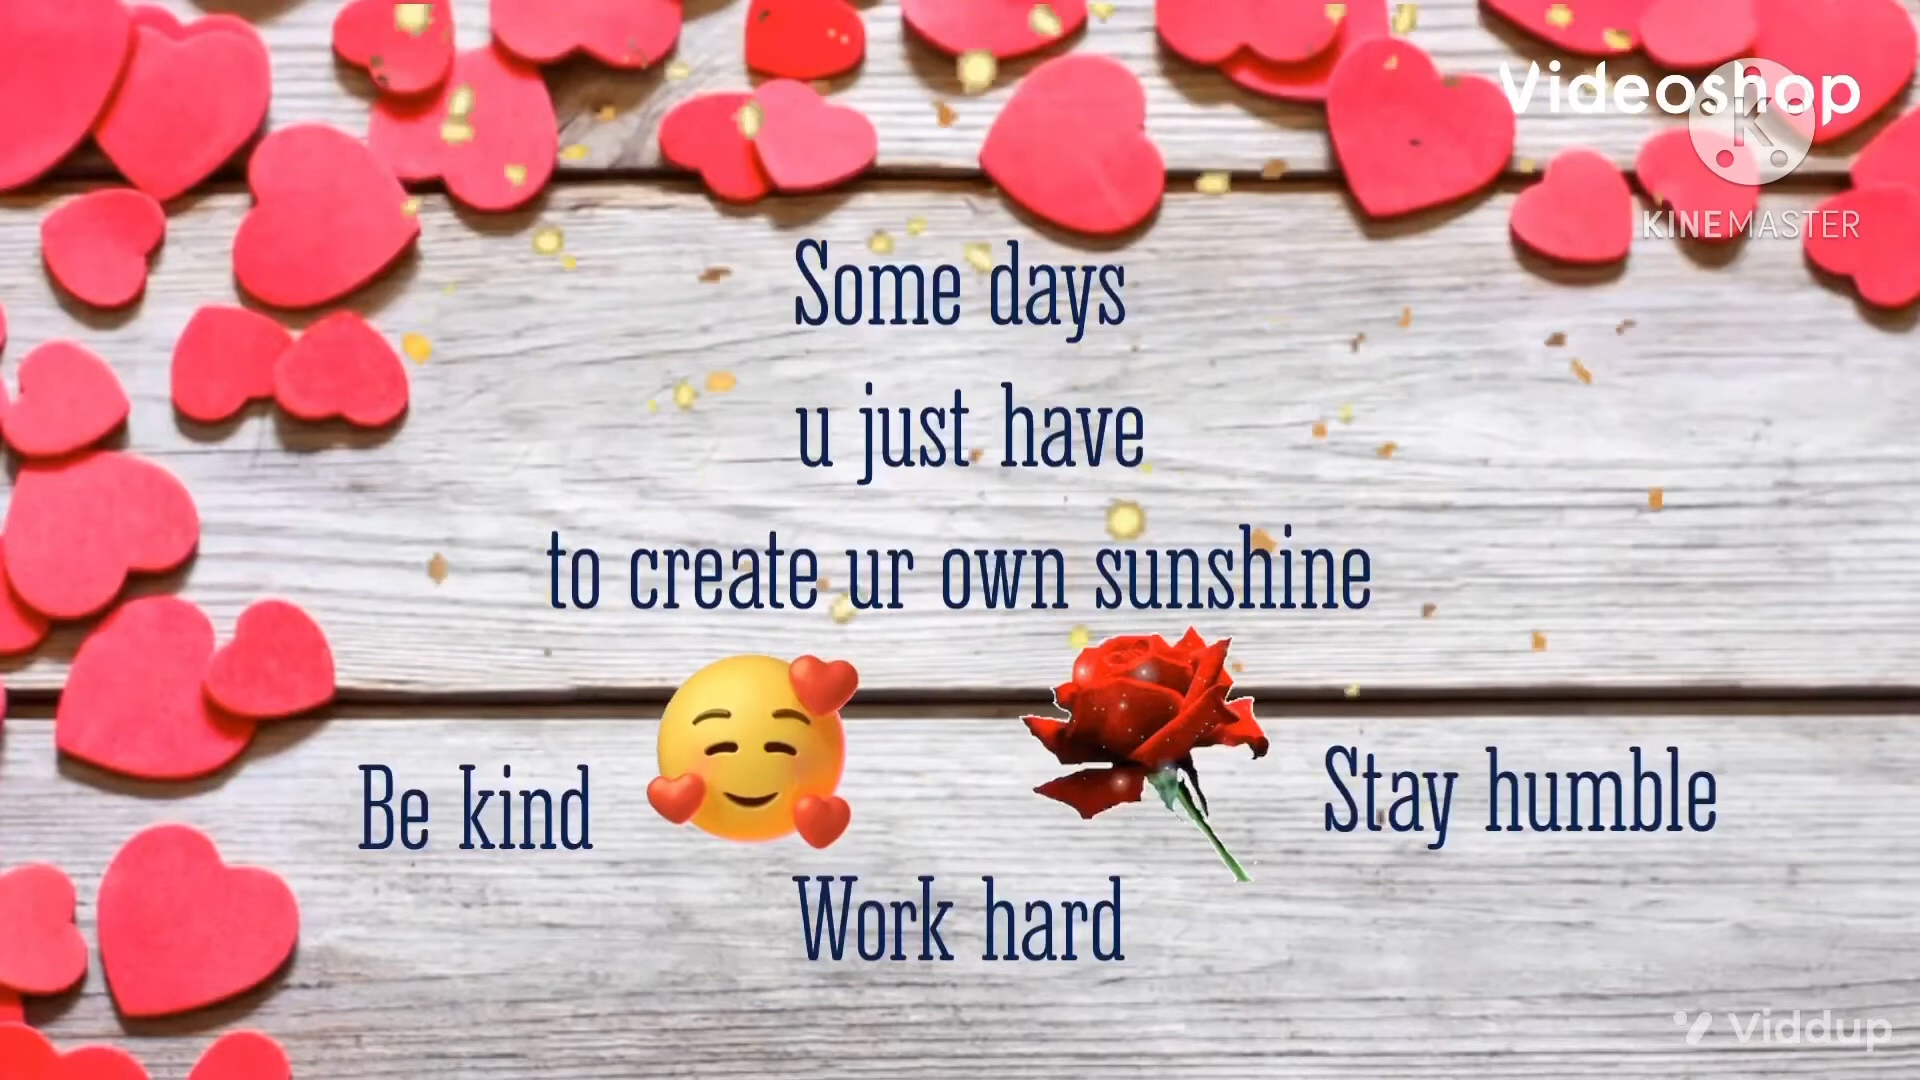 Videoshop
K
KINEMASTER
Some days
u just have
to create ur own sunshine
Be kind
Stay humble
Work hard
Viddup